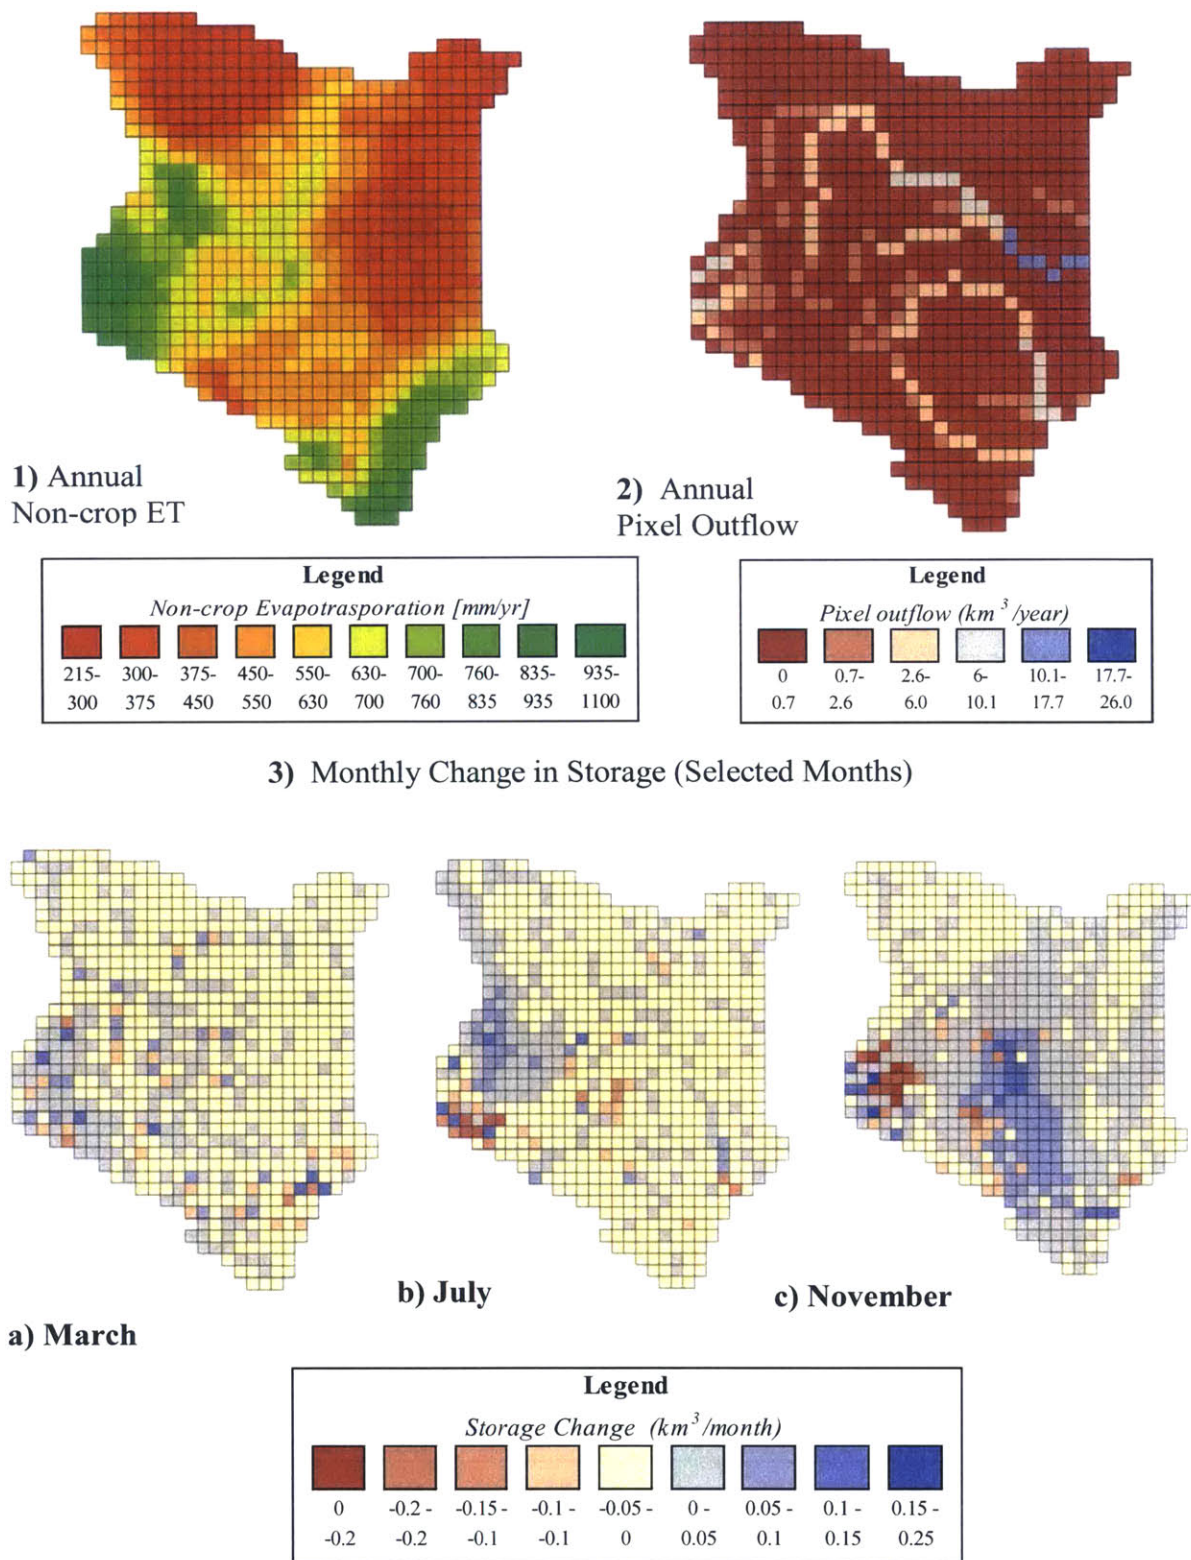 1) Annual
Non-crop ET
2) Annual
Pixel Outflow
Legend
Non-crop Evapotrasporation [mm/yr]
215- 300- 375- 450- 550- 630- 700- 760- 835- 935-
300 375 450 550 630 700 760 835 935 1100
Legend
Pixel outflow (km³/year)
0 0.7- 2.6- 6- 10.1- 17.7-
0.7 2.6 6.0 10.1 17.7 26.0
3) Monthly Change in Storage (Selected Months)
b) July
c) November
a) March
Legend
Storage Change (km³/month)
0 -0.2 - -0.15 - -0.1 - -0.05 - 0 - 0.05 - 0.1 - 0.15 -
-0.2 -0.2 -0.1 -0.1 0 0.05 0.1 0.15 0.25